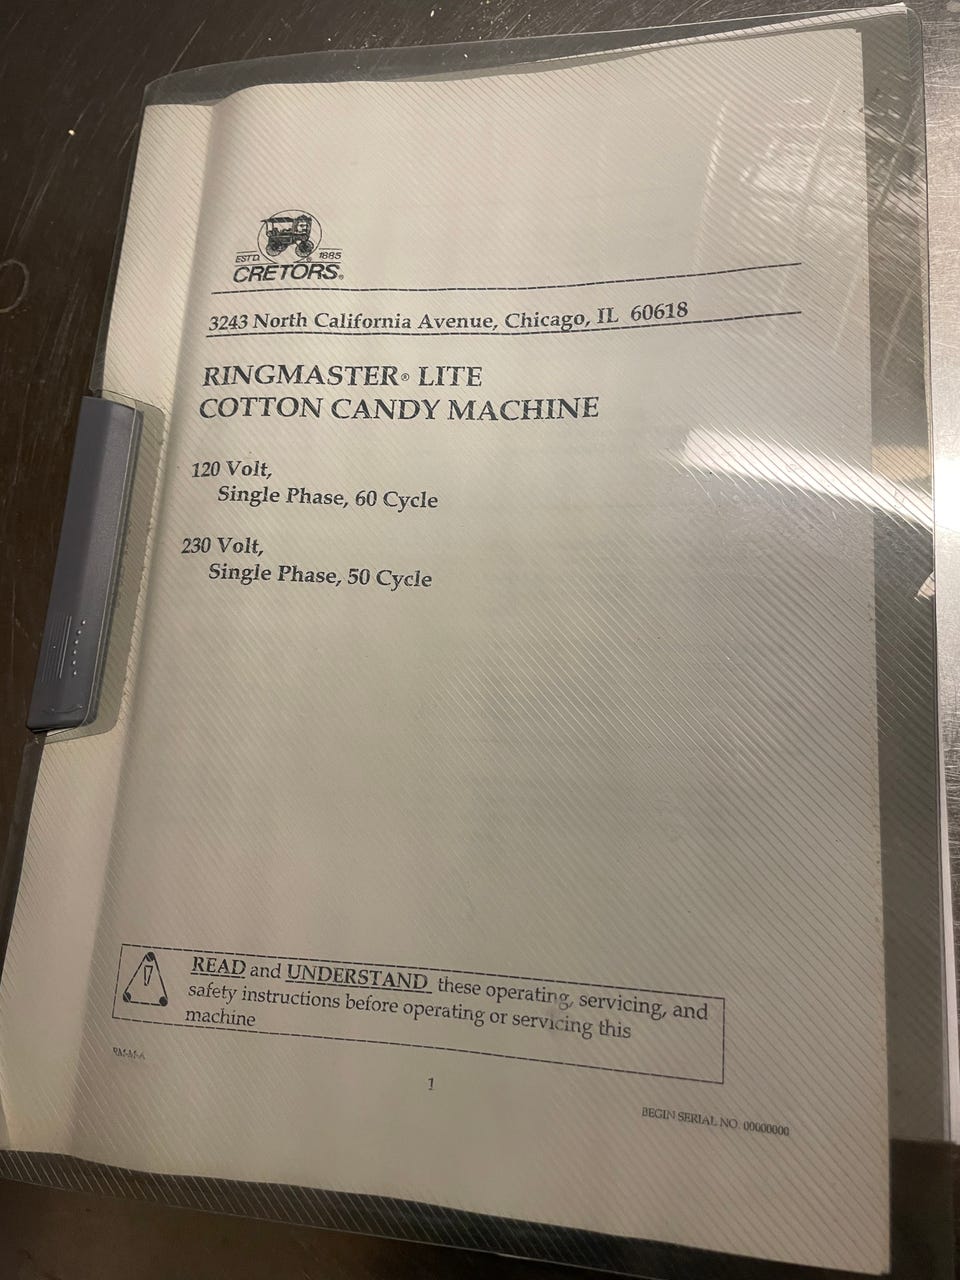 ESTD. 1885
CRETORS®
3243 North California Avenue, Chicago, IL 60618
RINGMASTER® LITE
COTTON CANDY MACHINE
120 Volt,
Single Phase, 60 Cycle
230 Volt,
Single Phase, 50 Cycle
READ and UNDERSTAND these operating, servicing, and
safety instructions before operating or servicing this
machine
1
BEGIN SERIAL NO. 00000000